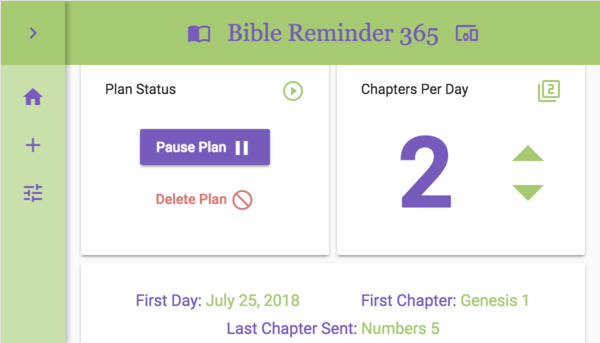 Bible Reminder 365
Plan Status
Chapters Per Day
2
Pause Plan
2
Delete Plan
First Day: July 25, 2018
First Chapter: Genesis 1
Last Chapter Sent: Numbers 5